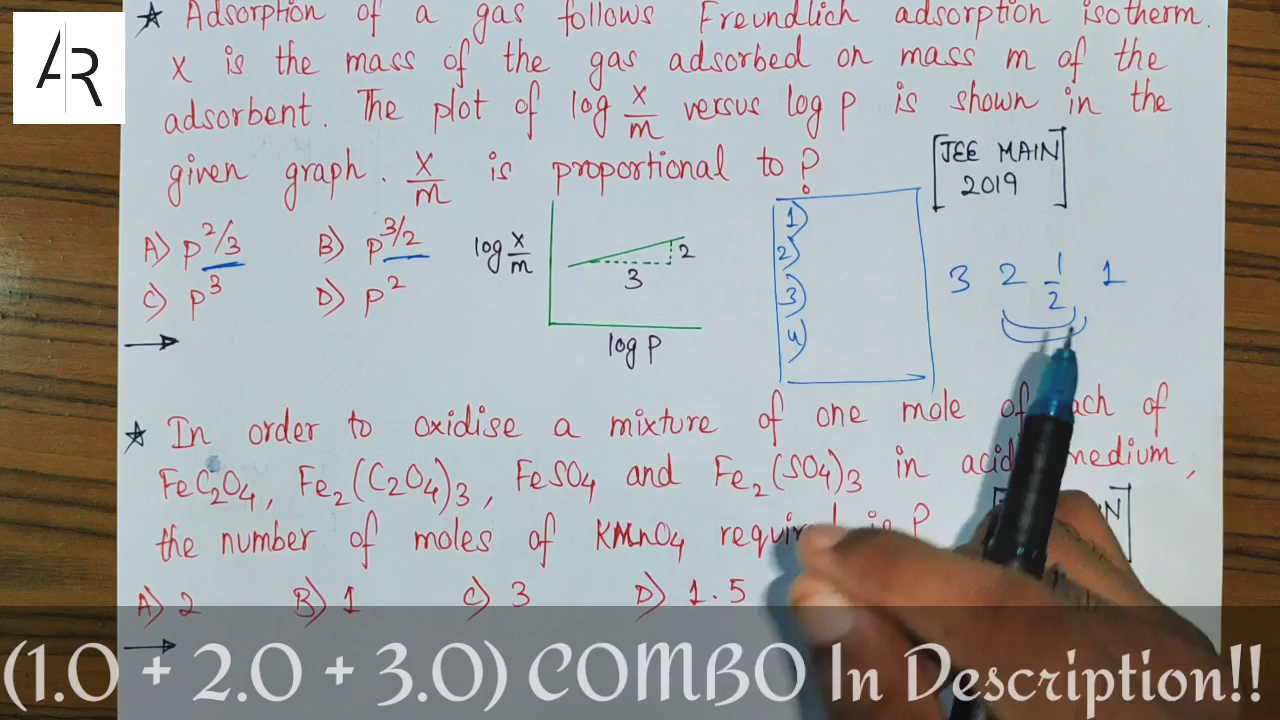 AR
★ Adsorption of a gas follows Freundlich adsorption isotherm.
x is the mass of the gas adsorbed on mass m of the
adsorbent. The plot of log x/m versus log p is shown in the
given graph. x/m is proportional to ?
[JEE MAIN
2019]
A) p^2/3 B) p^3/2
C) p^3 D) p^2
log x/m
2
3
log P
1)
2)
3)
4)
3 2 1/2 1
★ In order to oxidise a mixture of one mole of each of
FeC2O4, Fe2(C2O4)3, FeSO4 and Fe2(SO4)3 in medium,
the number of moles of KMnO4 required is ?
A) 2 B) 1 C) 3 D) 1.5
(1.0 + 2.0 + 3.0) COMBO In Description!!